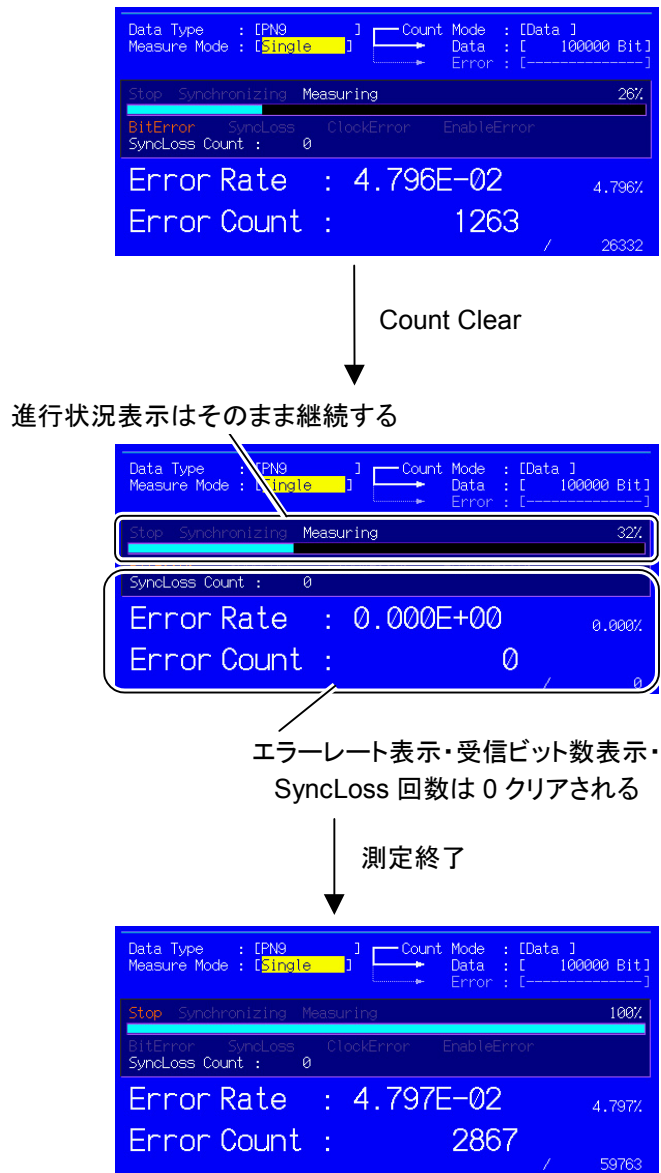 Data Type : [PN9 ] Count Mode : [Data ]
Measure Mode : [Single ] Data : [ 100000 Bit]
Error : [--------------]
Stop Synchronizing Measuring 26%
BitError SyncLoss ClockError EnableError
SyncLoss Count : 0
Error Rate : 4.796E-02 4.796%
Error Count : 1263
/ 26332
Count Clear
進行状況表示はそのまま継続する
Data Type : [PN9 ] Count Mode : [Data ]
Measure Mode : [Single ] Data : [ 100000 Bit]
Error : [--------------]
Stop Synchronizing Measuring 32%
SyncLoss Count : 0
Error Rate : 0.000E+00 0.000%
Error Count : 0
/ 0
エラーレート表示・受信ビット数表示・
SyncLoss 回数は 0 クリアされる
測定終了
Data Type : [PN9 ] Count Mode : [Data ]
Measure Mode : [Single ] Data : [ 100000 Bit]
Error : [--------------]
Stop Synchronizing Measuring 100%
BitError SyncLoss ClockError EnableError
SyncLoss Count : 0
Error Rate : 4.797E-02 4.797%
Error Count : 2867
/ 59763